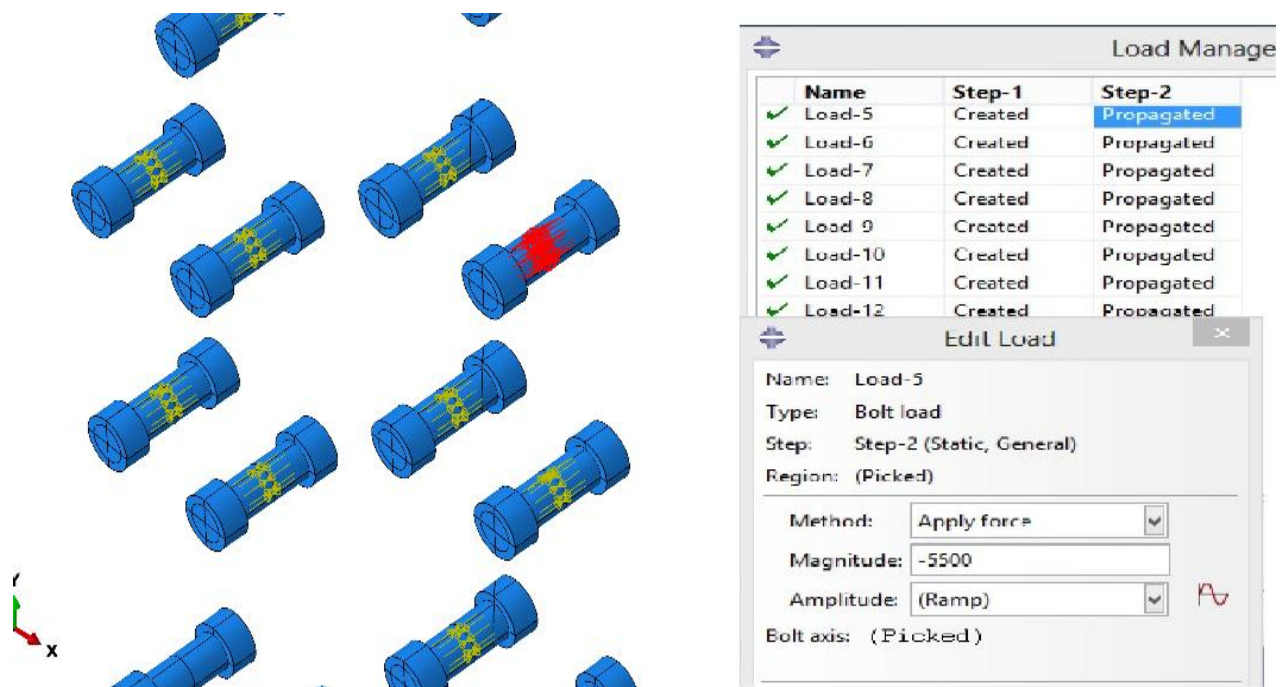 Load Manage
Name Step-1 Step-2
Load-5 Created Propagated
Load-6 Created Propagated
Load-7 Created Propagated
Load-8 Created Propagated
Load-9 Created Propagated
Load-10 Created Propagated
Load-11 Created Propagated
Load-12 Created Propagated
Edit Load
Name: Load-5
Type: Bolt load
Step: Step-2 (Static, General)
Region: (Picked)
Method: Apply force
Magnitude: -5500
Amplitude: (Ramp)
Bolt axis: (Picked)
Y
X